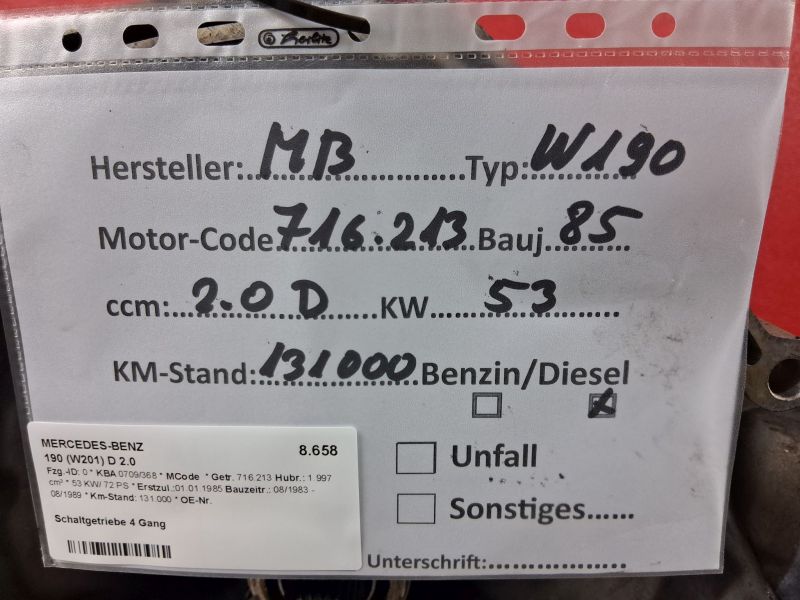 Herlitz
Hersteller: MB Typ: W190
Motor-Code 716.213 Bauj. 85
ccm: 2.0 D KW 53
KM-Stand: 131000 Benzin/Diesel
MERCEDES-BENZ 8.658
190 (W201) D 2.0
Fzg.-ID: 0 * KBA 0709/368 * MCode * Getr. 716.213 Hubr.: 1.997
cm³ * 53 KW/ 72 PS * Erstzul.:01.01.1985 Bauzeitr.: 08/1983 -
08/1989 * Km-Stand: 131.000 * OE-Nr.
Schaltgetriebe 4 Gang
Unfall
Sonstiges......
Unterschrift: